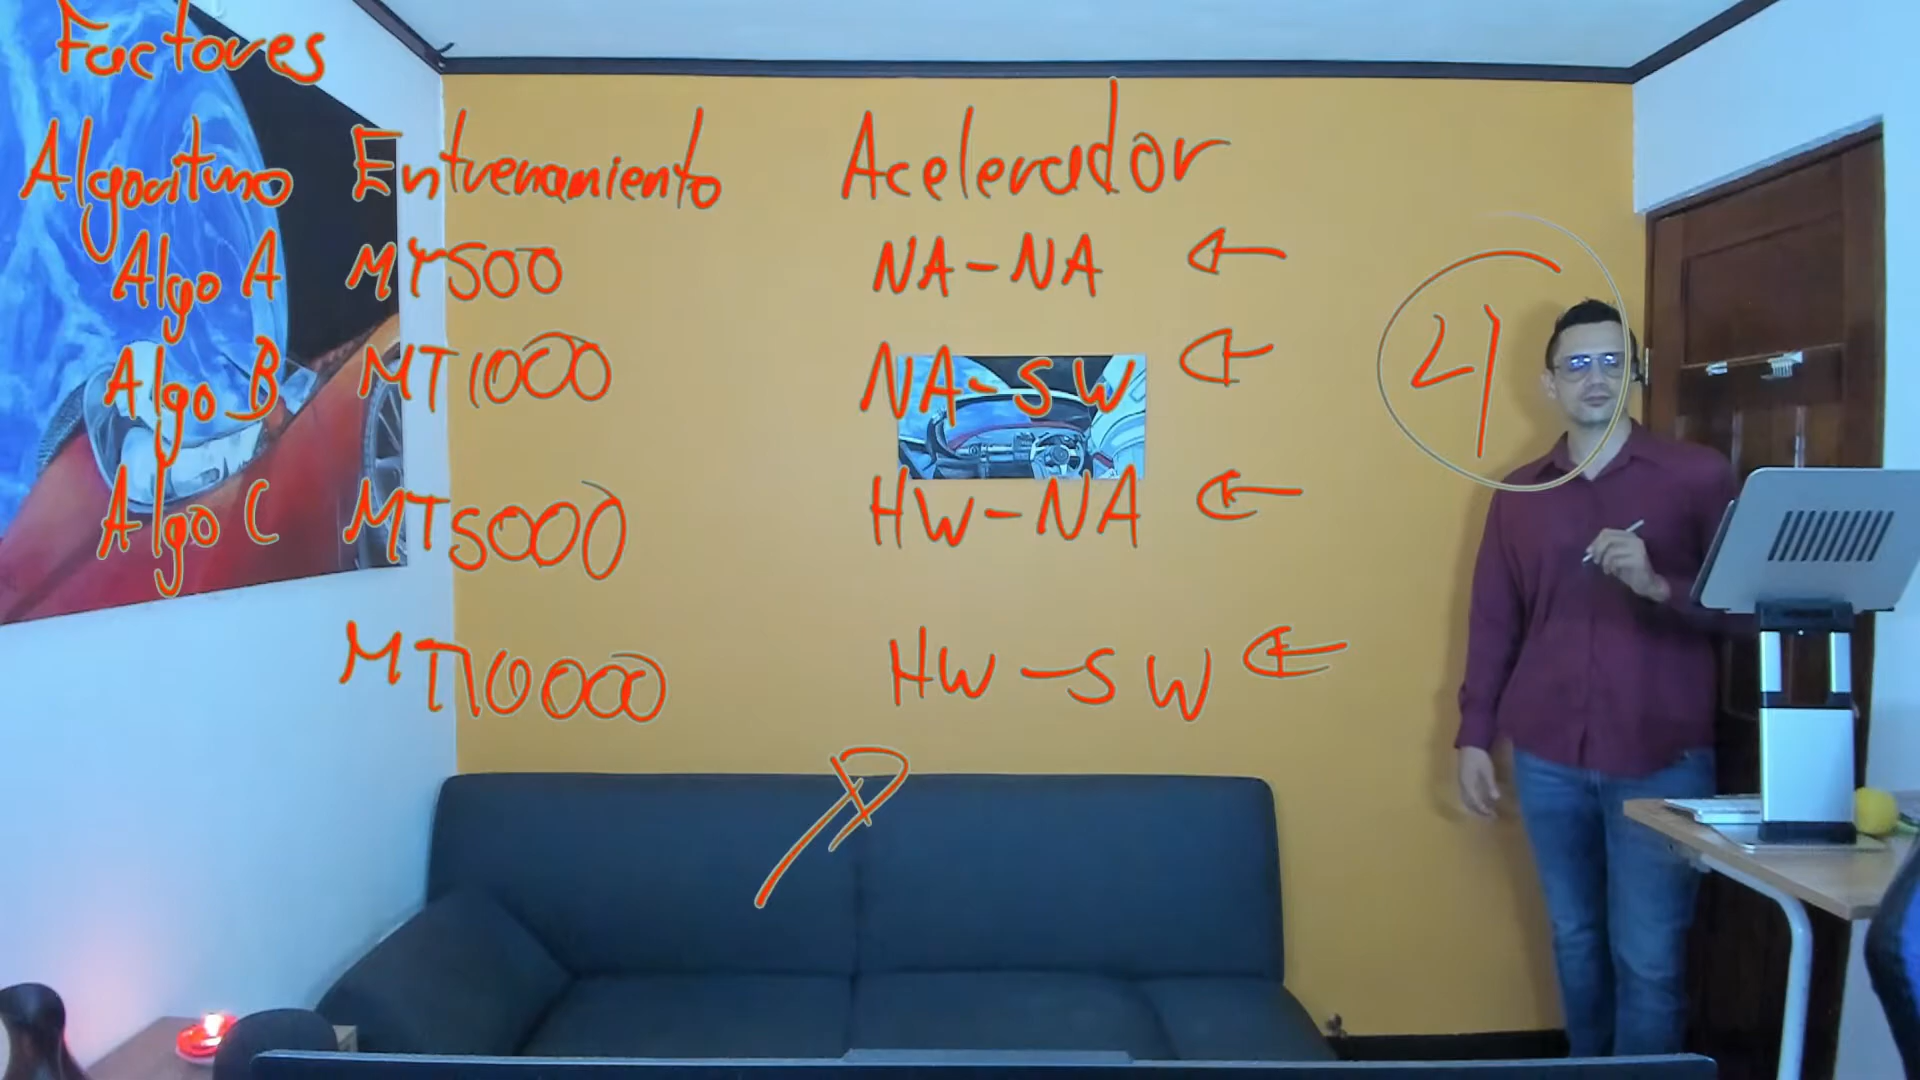 Factores
Algoritmo Entrenamiento Acelerador
Algo A MT500 NA-NA ←
Algo B MT1000 NA-SW ←
Algo C MT5000 HW-NA ←
MT10000 HW-SW ←
4